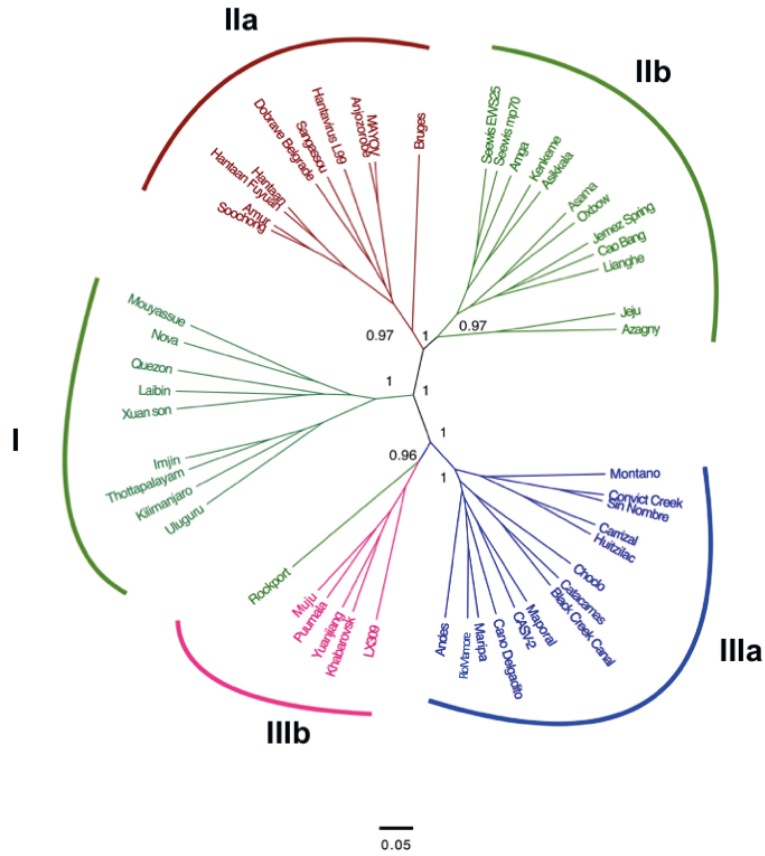 IIa
IIb
Dobrave Belgrade
Sangassou
Hantavirus L99
Anjozorobe
MAYOV
Bruges
Hantaan Fuyuan
Hantaan
Amur
Soochong
Seewis EWS25
Seewis mp70
Amga
Kenkeme
Asikkala
Asama
Oxbow
Jemez Spring
Cao Bang
Lianghe
Jeju
Azagny
0.97
1
0.97
Mouyassue
Nova
Quezon
Laibin
Xuan son
1
1
I
Imjin
Thottapalayam
Kilimanjaro
Uluguru
1
0.96
1
Rockport
Muju
Puumala
Yuanjiang
Khabarovsk
LX309
IIIb
Montano
Convict Creek
Sin Nombre
Carrizal
Huitzilac
Choclo
Catacamas
Black Creek Canal
Maporal
CASV-2
Cano Delgadito
Maripa
RioMamore
Andes
IIIa
0.05